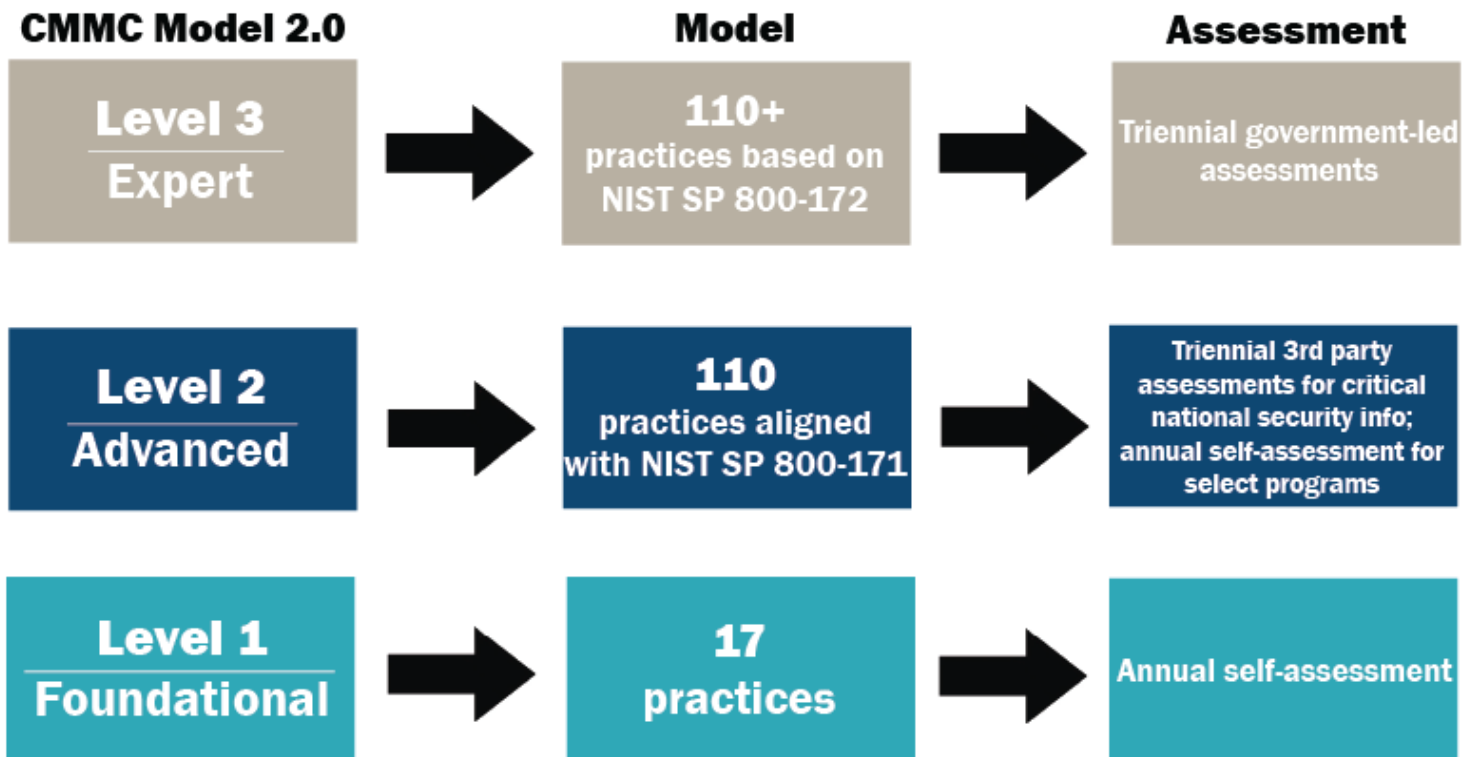 CMMC Model 2.0
Model
Assessment
Level 3
Expert
110+
practices based on
NIST SP 800-172
Triennial government-led
assessments
Level 2
Advanced
110
practices aligned
with NIST SP 800-171
Triennial 3rd party
assessments for critical
national security info;
annual self-assessment for
select programs
Level 1
Foundational
17
practices
Annual self-assessment